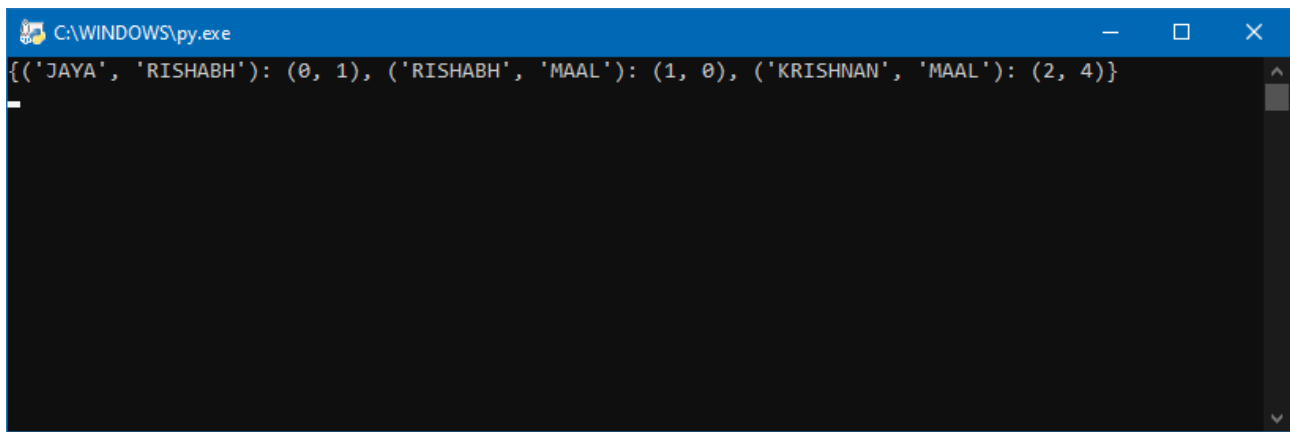 C:\WINDOWS\py.exe
{('JAYA', 'RISHABH'): (0, 1), ('RISHABH', 'MAAL'): (1, 0), ('KRISHNAN', 'MAAL'): (2, 4)}